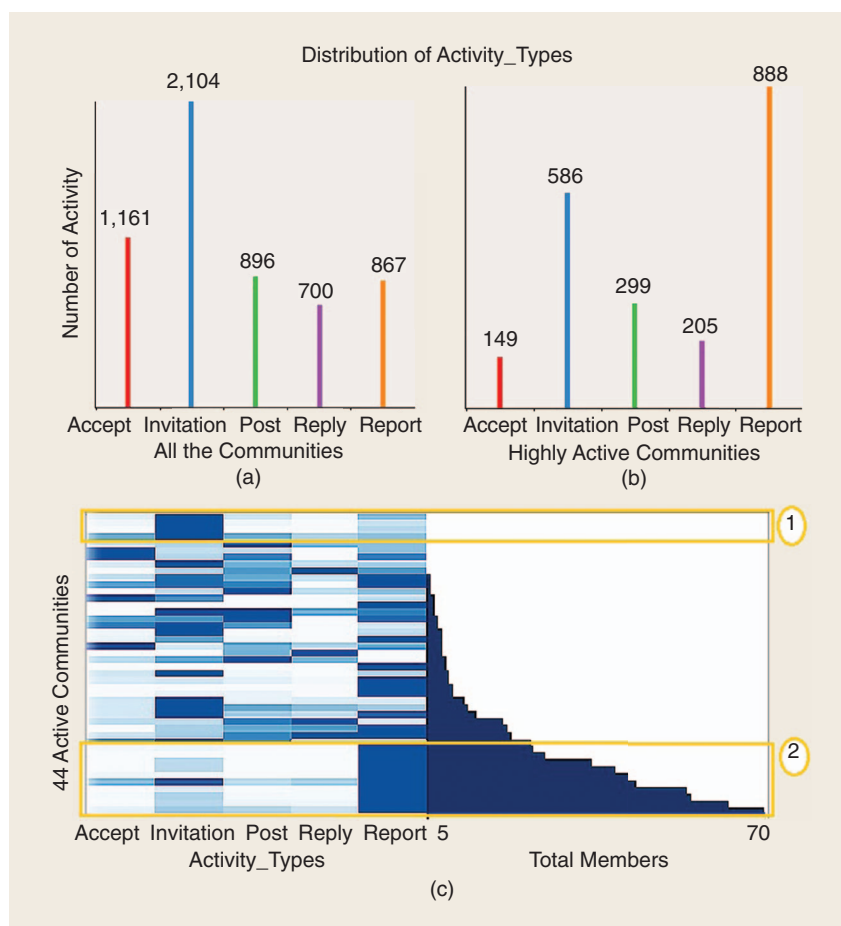 Distribution of Activity_Types
Number of Activity
1,161
2,104
896
700
867
Accept Invitation Post Reply Report
All the Communities
(a)
149
586
299
205
888
Accept Invitation Post Reply Report
Highly Active Communities
(b)
44 Active Communities
1
2
Accept Invitation Post Reply Report 5 70
Activity_Types Total Members
(c)